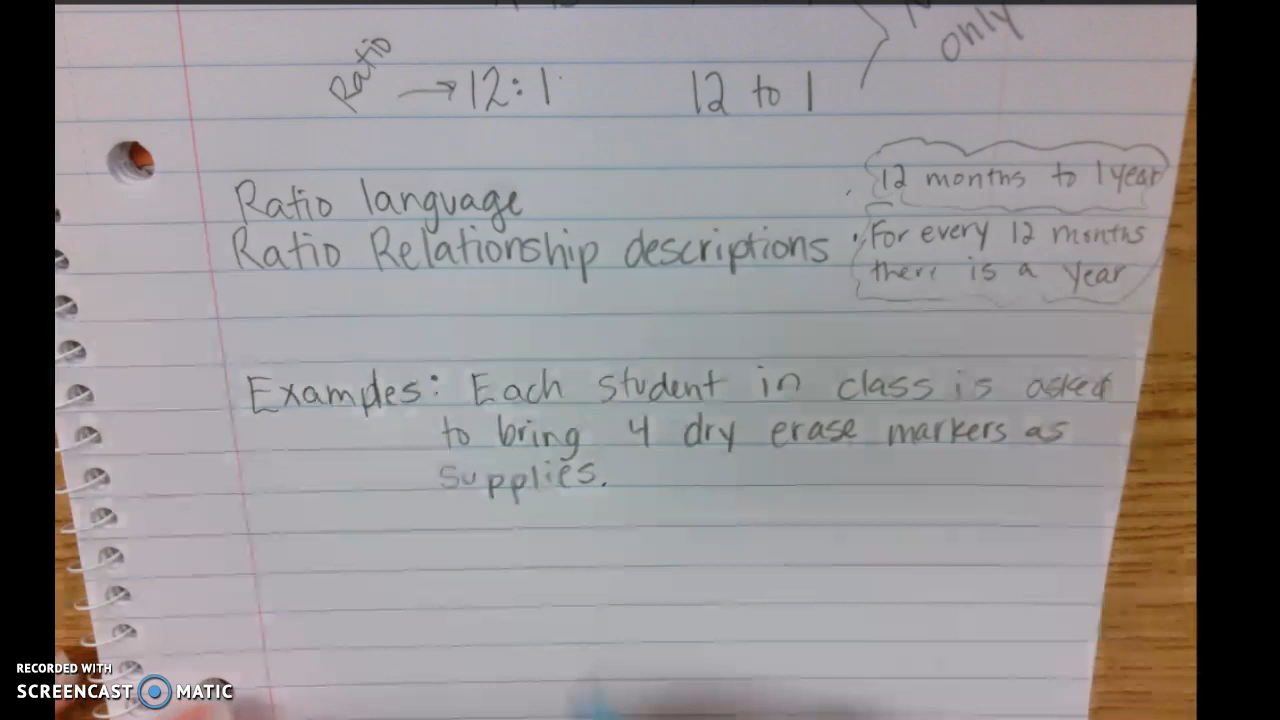 only
Ratio → 12:1 12 to 1
12 months to 1 year
Ratio language
Ratio Relationship descriptions
For every 12 months
there is a year
Examples: Each student in class is asked
to bring 4 dry erase markers as
supplies.
RECORDED WITH
SCREENCAST MATIC